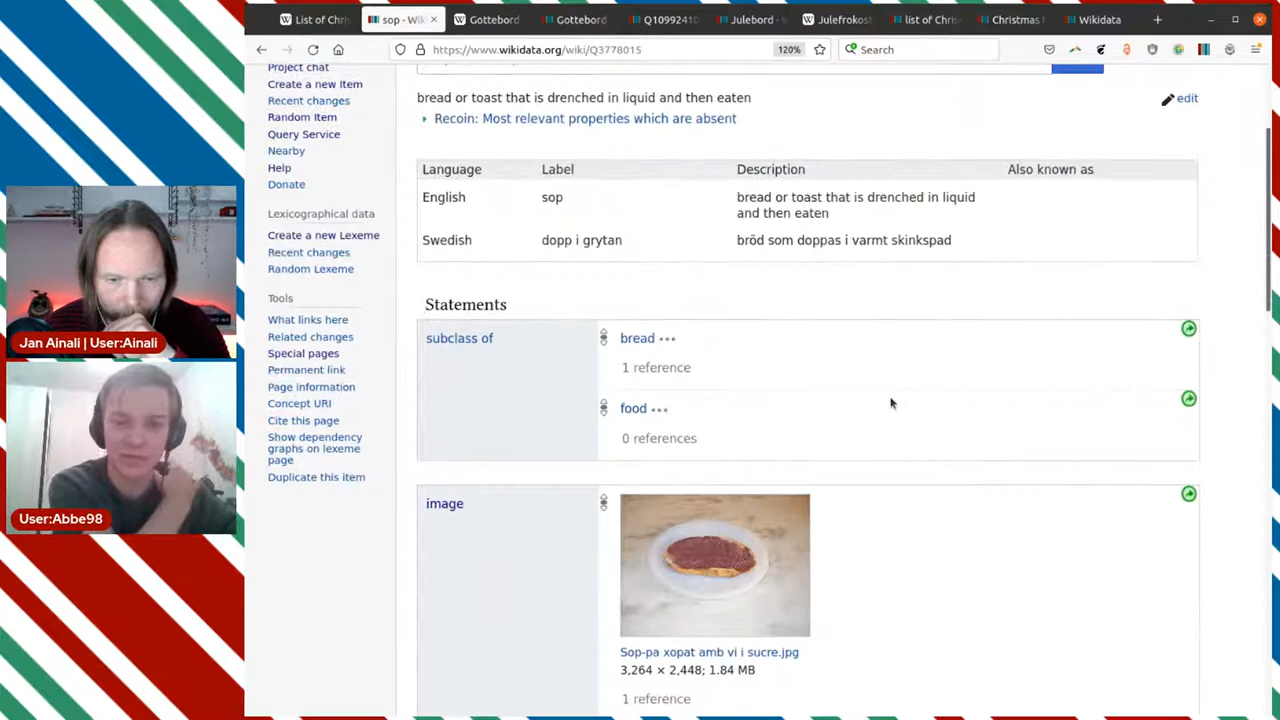 List of Chris
sop - Wiki
Gottebord
Gottebord
Q10992410
Julebord -
Julefrokost
list of Chris
Christmas
Wikidata
https://www.wikidata.org/wiki/Q3778015
120%
Search
Project chat
Create a new Item
Recent changes
Random Item
Query Service
Nearby
Help
Donate
Lexicographical data
Create a new Lexeme
Recent changes
Random Lexeme
Tools
What links here
Related changes
Special pages
Permanent link
Page information
Concept URI
Cite this page
Show dependency
graphs on lexeme
page
Duplicate this item
bread or toast that is drenched in liquid and then eaten
edit
Recoin: Most relevant properties which are absent
Language Label Description Also known as
English sop bread or toast that is drenched in liquid
and then eaten
Swedish dopp i grytan bröd som doppas i varmt skinkspad
Statements
subclass of
bread
1 reference
food
0 references
image
Sop-pa xopat amb vi i sucre.jpg
3,264 × 2,448; 1.84 MB
1 reference
Jan Ainali | User:Ainali
User:Abbe98